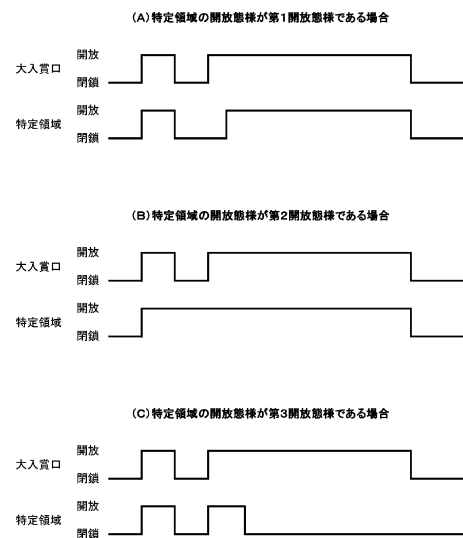 (A)特定領域の開放態様が第1開放態様である場合
大入賞口
開放
閉鎖
特定領域
開放
閉鎖
(B)特定領域の開放態様が第2開放態様である場合
大入賞口
開放
閉鎖
特定領域
開放
閉鎖
(C)特定領域の開放態様が第3開放態様である場合
大入賞口
開放
閉鎖
特定領域
開放
閉鎖